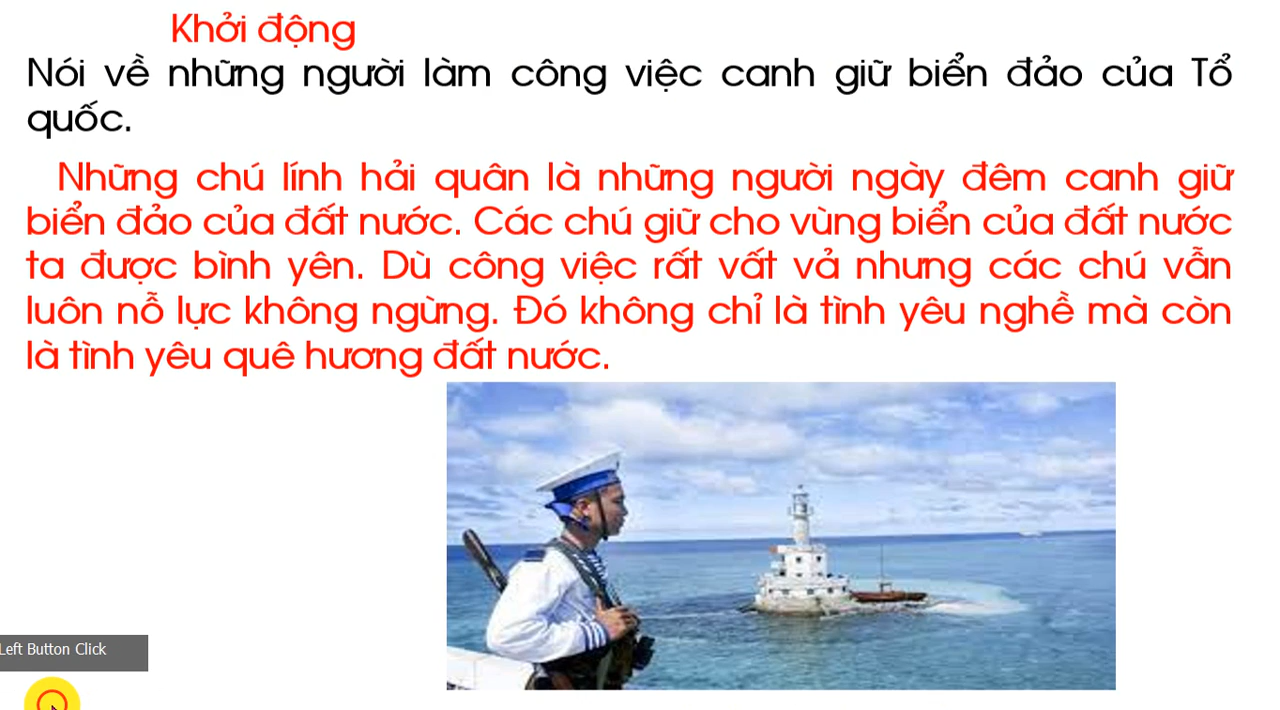 Khởi động
Nói về những người làm công việc canh giữ biển đảo của Tổ
quốc.
Những chú lính hải quân là những người ngày đêm canh giữ
biển đảo của đất nước. Các chú giữ cho vùng biển của đất nước
ta được bình yên. Dù công việc rất vất vả nhưng các chú vẫn
luôn nỗ lực không ngừng. Đó không chỉ là tình yêu nghề mà còn
là tình yêu quê hương đất nước.
Left Button Click